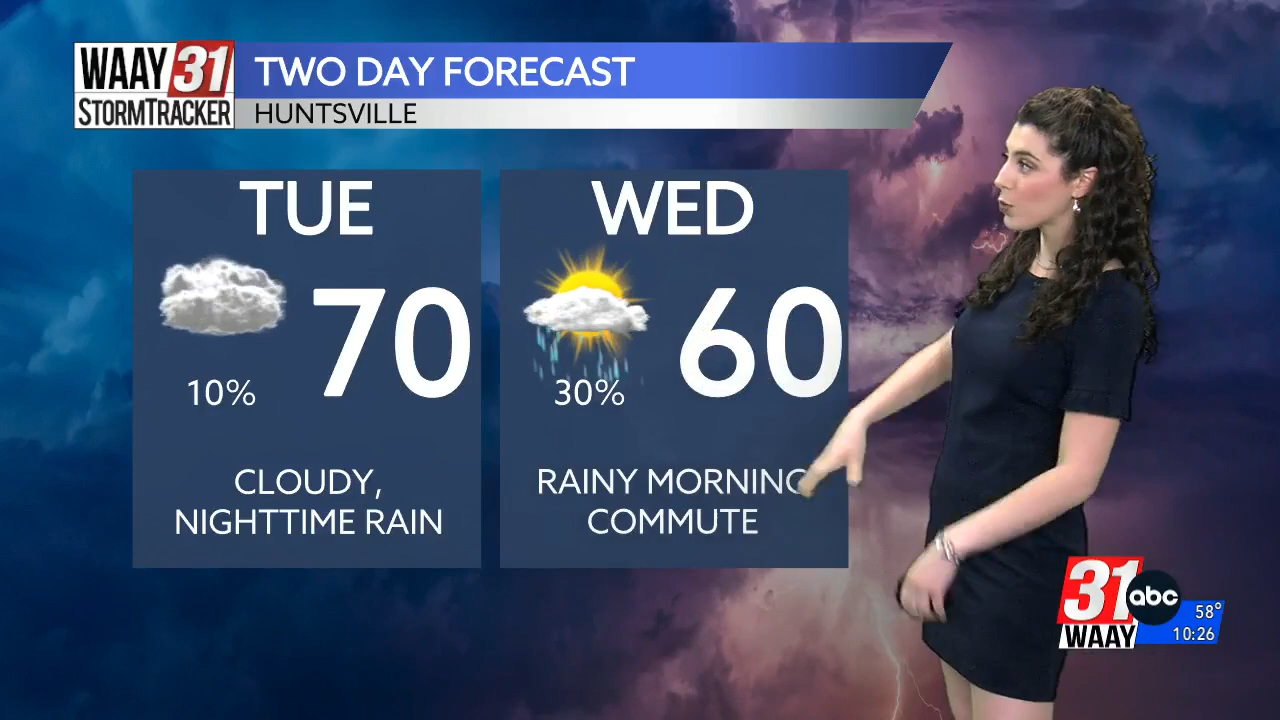 WAAY 31
STORMTRACKER
TWO DAY FORECAST
HUNTSVILLE
TUE
70
10%
CLOUDY,
NIGHTTIME RAIN
WED
60
30%
RAINY MORNING
COMMUTE
31
abc
WAAY
58°
10:26